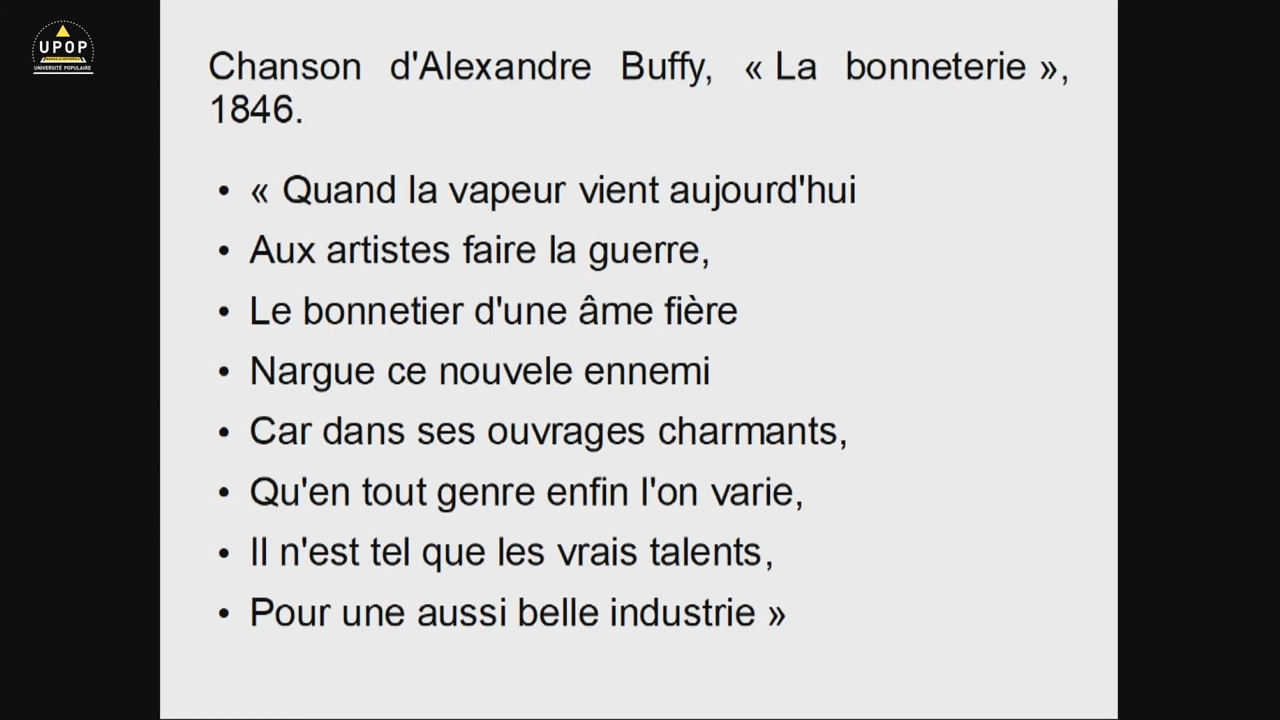 UPOP
UNIVERSITÉ POPULAIRE
Chanson d'Alexandre Buffy, « La bonneterie »,
1846.
• « Quand la vapeur vient aujourd'hui
• Aux artistes faire la guerre,
• Le bonnetier d'une âme fière
• Nargue ce nouvele ennemi
• Car dans ses ouvrages charmants,
• Qu'en tout genre enfin l'on varie,
• Il n'est tel que les vrais talents,
• Pour une aussi belle industrie »